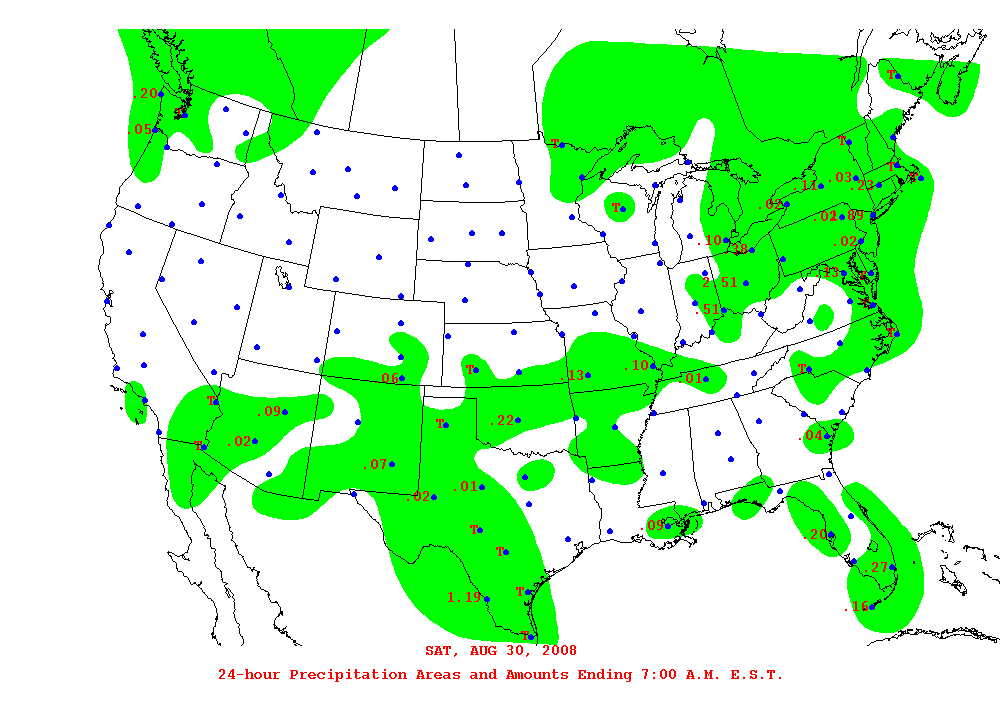 T
.20
T
.05
T
T
T
.03
.11
.23
T
T
.02
.02
.89
.10
.38
.02
2.51
.13
T
.51
T
.06
T
.13
.10
.01
T
T
.09
.02
T
T
.22
.04
.07
.02
.01
T
T
.09
.20
.27
1.19
T
.16
T
SAT, AUG 30, 2008
24-hour Precipitation Areas and Amounts Ending 7:00 A.M. E.S.T.